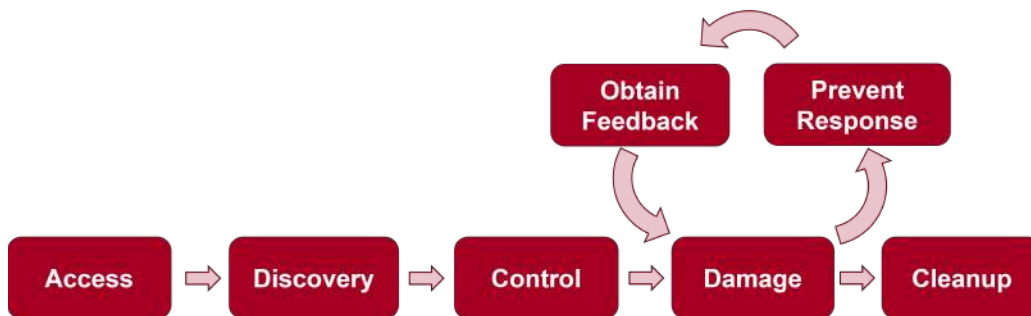 Obtain
Feedback
Prevent
Response
Access
Discovery
Control
Damage
Cleanup